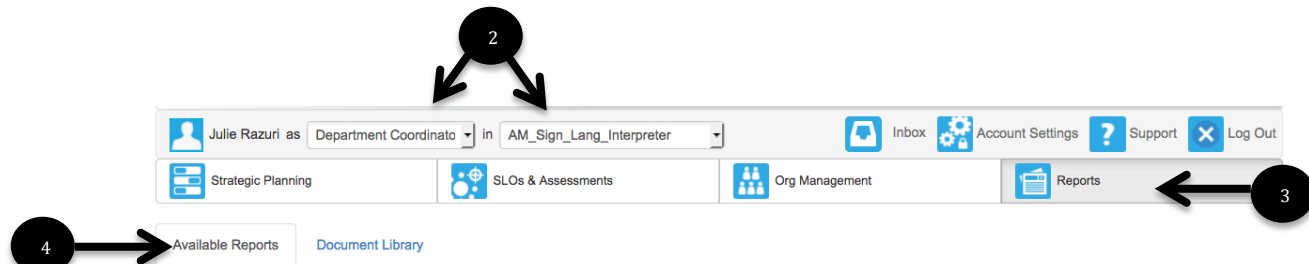 2
Julie Razuri as Department Coordinato in AM_Sign_Lang_Interpreter Inbox Account Settings ? Support Log Out
Strategic Planning SLOs & Assessments Org Management Reports
3
4 Available Reports Document Library